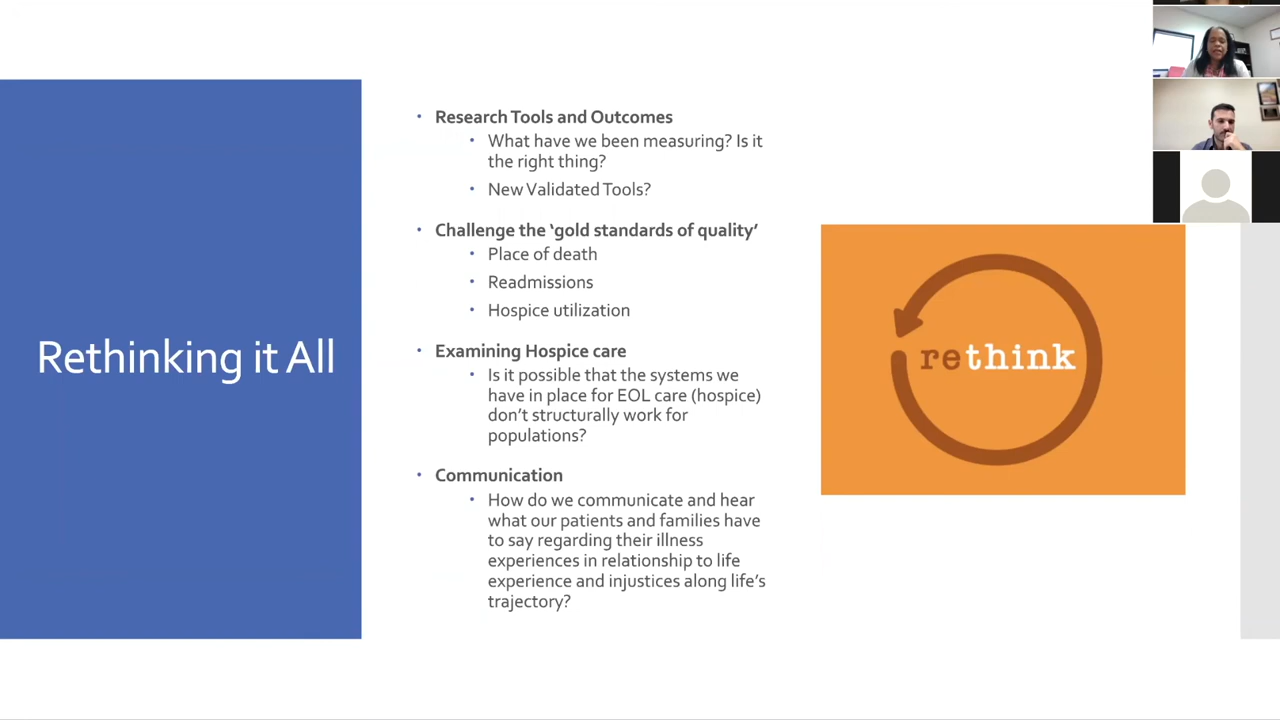 Rethinking it All
• Research Tools and Outcomes
• What have we been measuring? Is it
the right thing?
• New Validated Tools?
• Challenge the ‘gold standards of quality’
• Place of death
• Readmissions
• Hospice utilization
• Examining Hospice care
• Is it possible that the systems we
have in place for EOL care (hospice)
don’t structurally work for
populations?
• Communication
• How do we communicate and hear
what our patients and families have
to say regarding their illness
experiences in relationship to life
experience and injustices along life’s
trajectory?
rethink